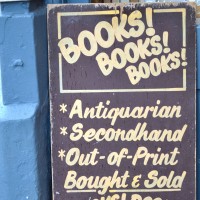 BOOKS!
BOOKS!
BOOKS!
*Antiquarian
*Secondhand
*Out-of-Print
Bought & Sold